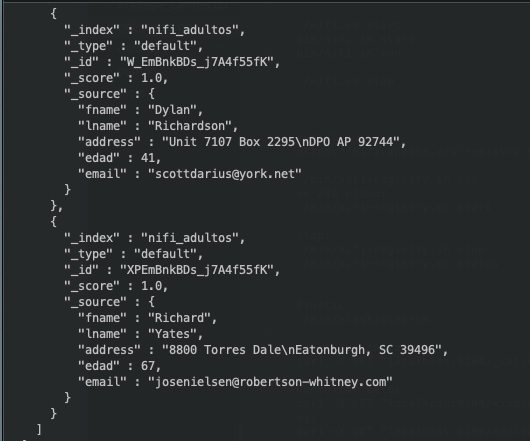 {
"_index" : "nifi_adultos",
"_type" : "default",
"_id" : "W_EmBnkBDs_j7A4f55fK",
"_score" : 1.0,
"_source" : {
"fname" : "Dylan",
"lname" : "Richardson",
"address" : "Unit 7107 Box 2295\nDPO AP 92744",
"edad" : 41,
"email" : "scottdarius@york.net"
}
},
{
"_index" : "nifi_adultos",
"_type" : "default",
"_id" : "XPEmBnkBDs_j7A4f55fK",
"_score" : 1.0,
"_source" : {
"fname" : "Richard",
"lname" : "Yates",
"address" : "8800 Torres Dale\nEatonburgh, SC 39496",
"edad" : 67,
"email" : "josenielsen@robertson-whitney.com"
}
}
]